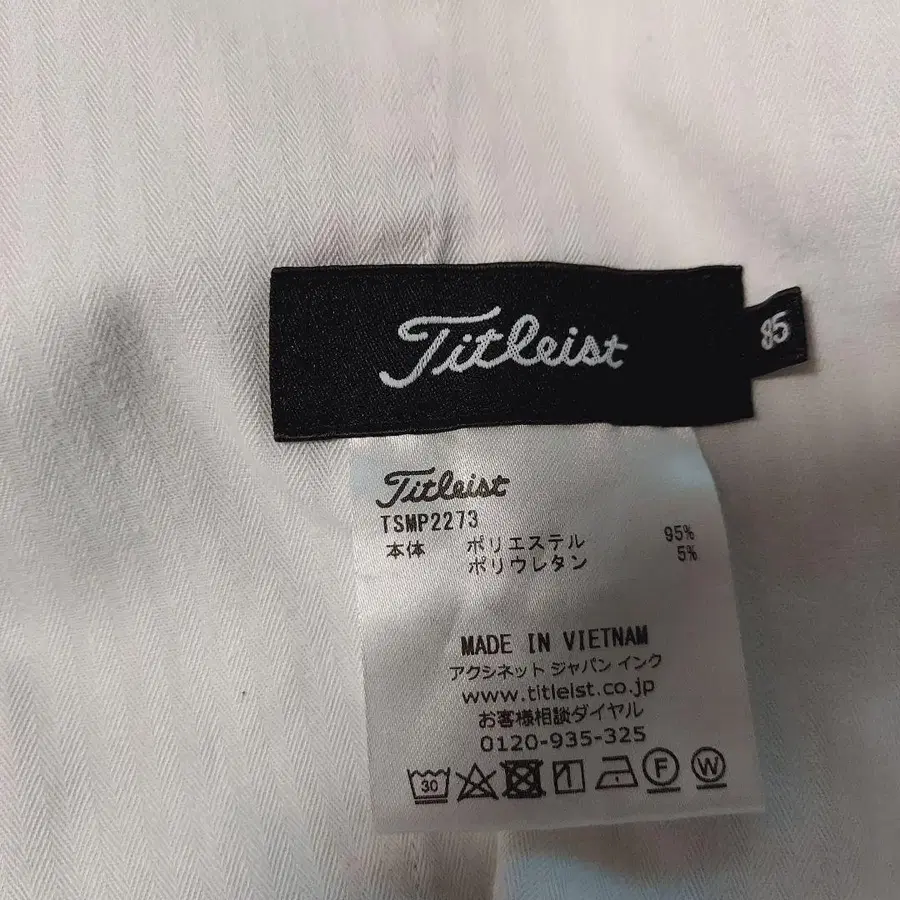 Titleist
85
Titleist
TSMP2273
本体 ポリエステル 95%
ポリウレタン 5%
MADE IN VIETNAM
アクシネット ジャパン インク
www.titleist.co.jp
お客様相談ダイヤル
0120-935-325
30 F W